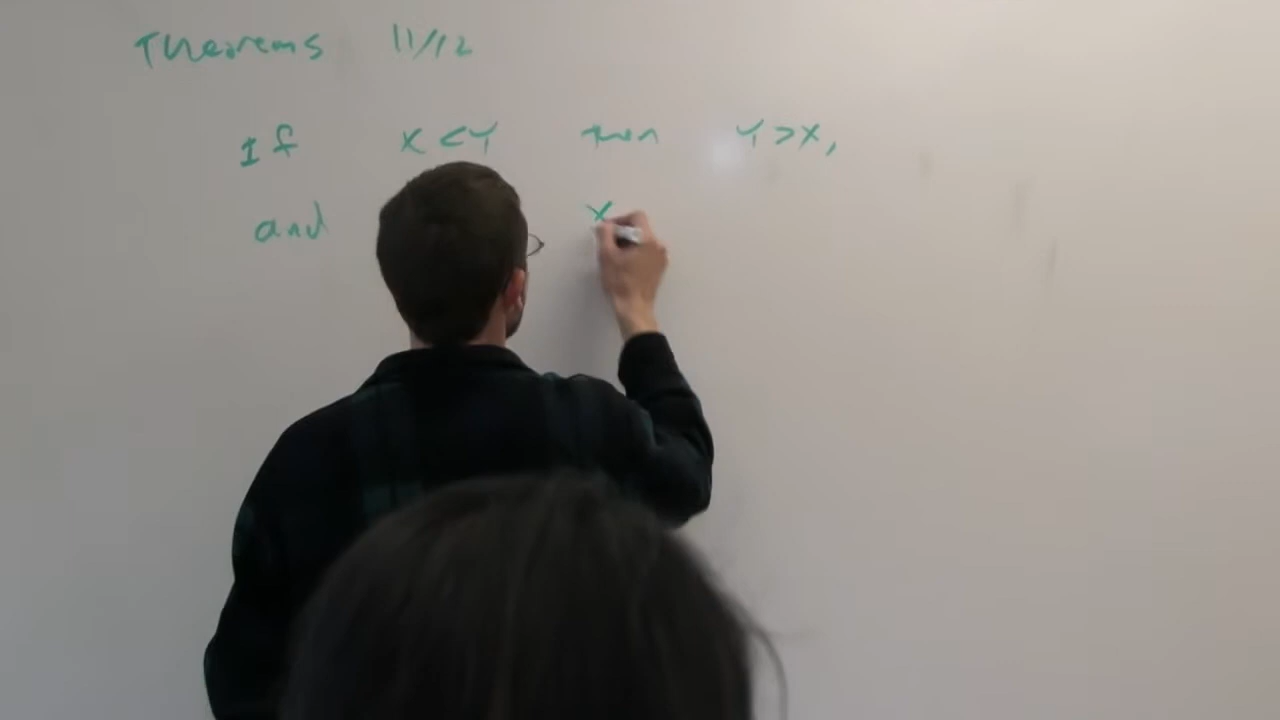 Theorems 11/12
If X < Y then Y > X,
and X